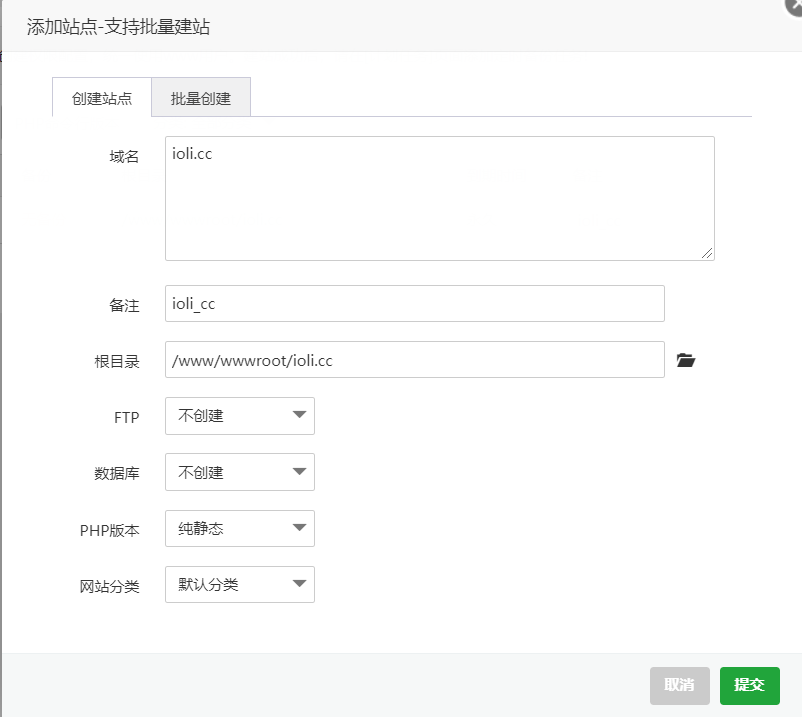 添加站点-支持批量建站
创建站点
批量创建
域名
ioli.cc
备注
ioli_cc
根目录
/www/wwwroot/ioli.cc
FTP
不创建
数据库
不创建
PHP版本
纯静态
网站分类
默认分类
取消
提交